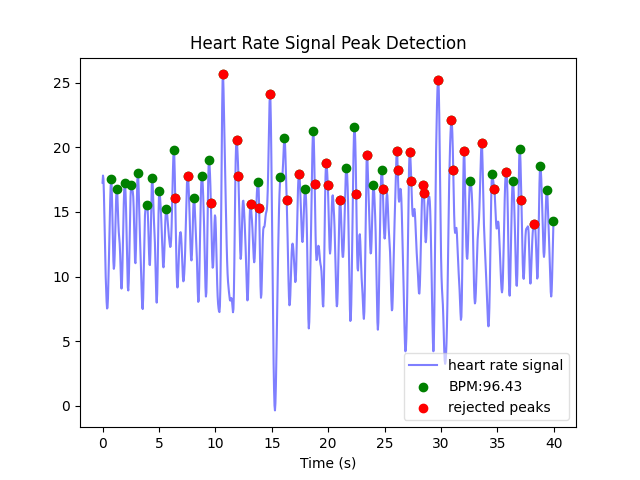 Heart Rate Signal Peak Detection
25
20
15
10
5
0
heart rate signal
BPM:96.43
rejected peaks
0 5 10 15 20 25 30 35 40
Time (s)